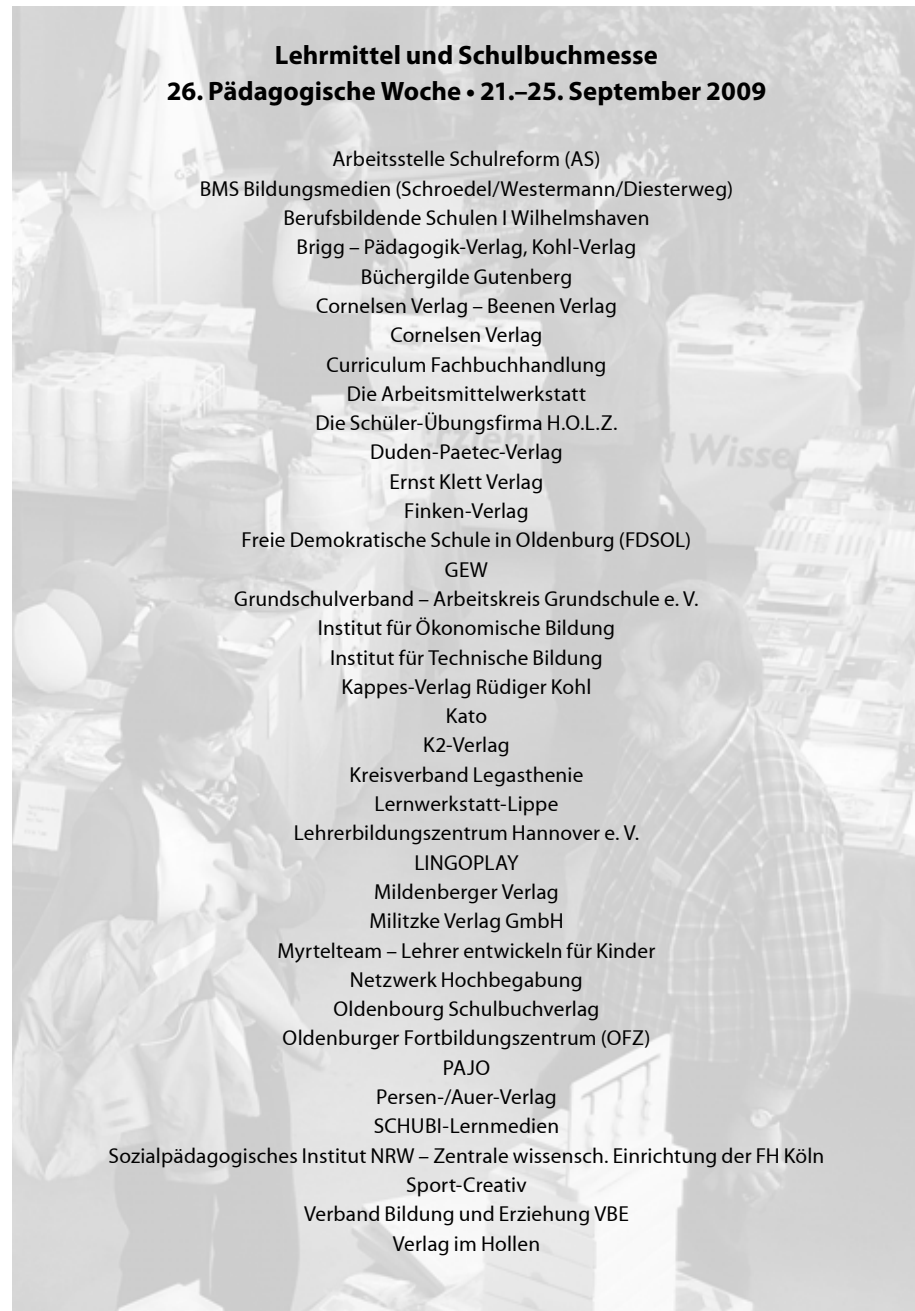 Lehrmittel und Schulbuchmesse
26. Pädagogische Woche • 21.–25. September 2009
Arbeitsstelle Schulreform (AS)
BMS Bildungsmedien (Schroedel/Westermann/Diesterweg)
Berufsbildende Schulen I Wilhelmshaven
Brigg – Pädagogik-Verlag, Kohl-Verlag
Büchergilde Gutenberg
Cornelsen Verlag – Beenen Verlag
Cornelsen Verlag
Curriculum Fachbuchhandlung
Die Arbeitsmittelwerkstatt
Die Schüler-Übungsfirma H.O.L.Z.
Duden-Paetec-Verlag
Ernst Klett Verlag
Finken-Verlag
Freie Demokratische Schule in Oldenburg (FDSOL)
GEW
Grundschulverband – Arbeitskreis Grundschule e. V.
Institut für Ökonomische Bildung
Institut für Technische Bildung
Kappes-Verlag Rüdiger Kohl
Kato
K2-Verlag
Kreisverband Legasthenie
Lernwerkstatt-Lippe
Lehrerbildungszentrum Hannover e. V.
LINGOPLAY
Mildenberger Verlag
Militzke Verlag GmbH
Myrtelteam – Lehrer entwickeln für Kinder
Netzwerk Hochbegabung
Oldenbourg Schulbuchverlag
Oldenburger Fortbildungszentrum (OFZ)
PAJO
Persen-/Auer-Verlag
SCHUBI-Lernmedien
Sozialpädagogisches Institut NRW – Zentrale wissensch. Einrichtung der FH Köln
Sport-Creativ
Verband Bildung und Erziehung VBE
Verlag im Hollen